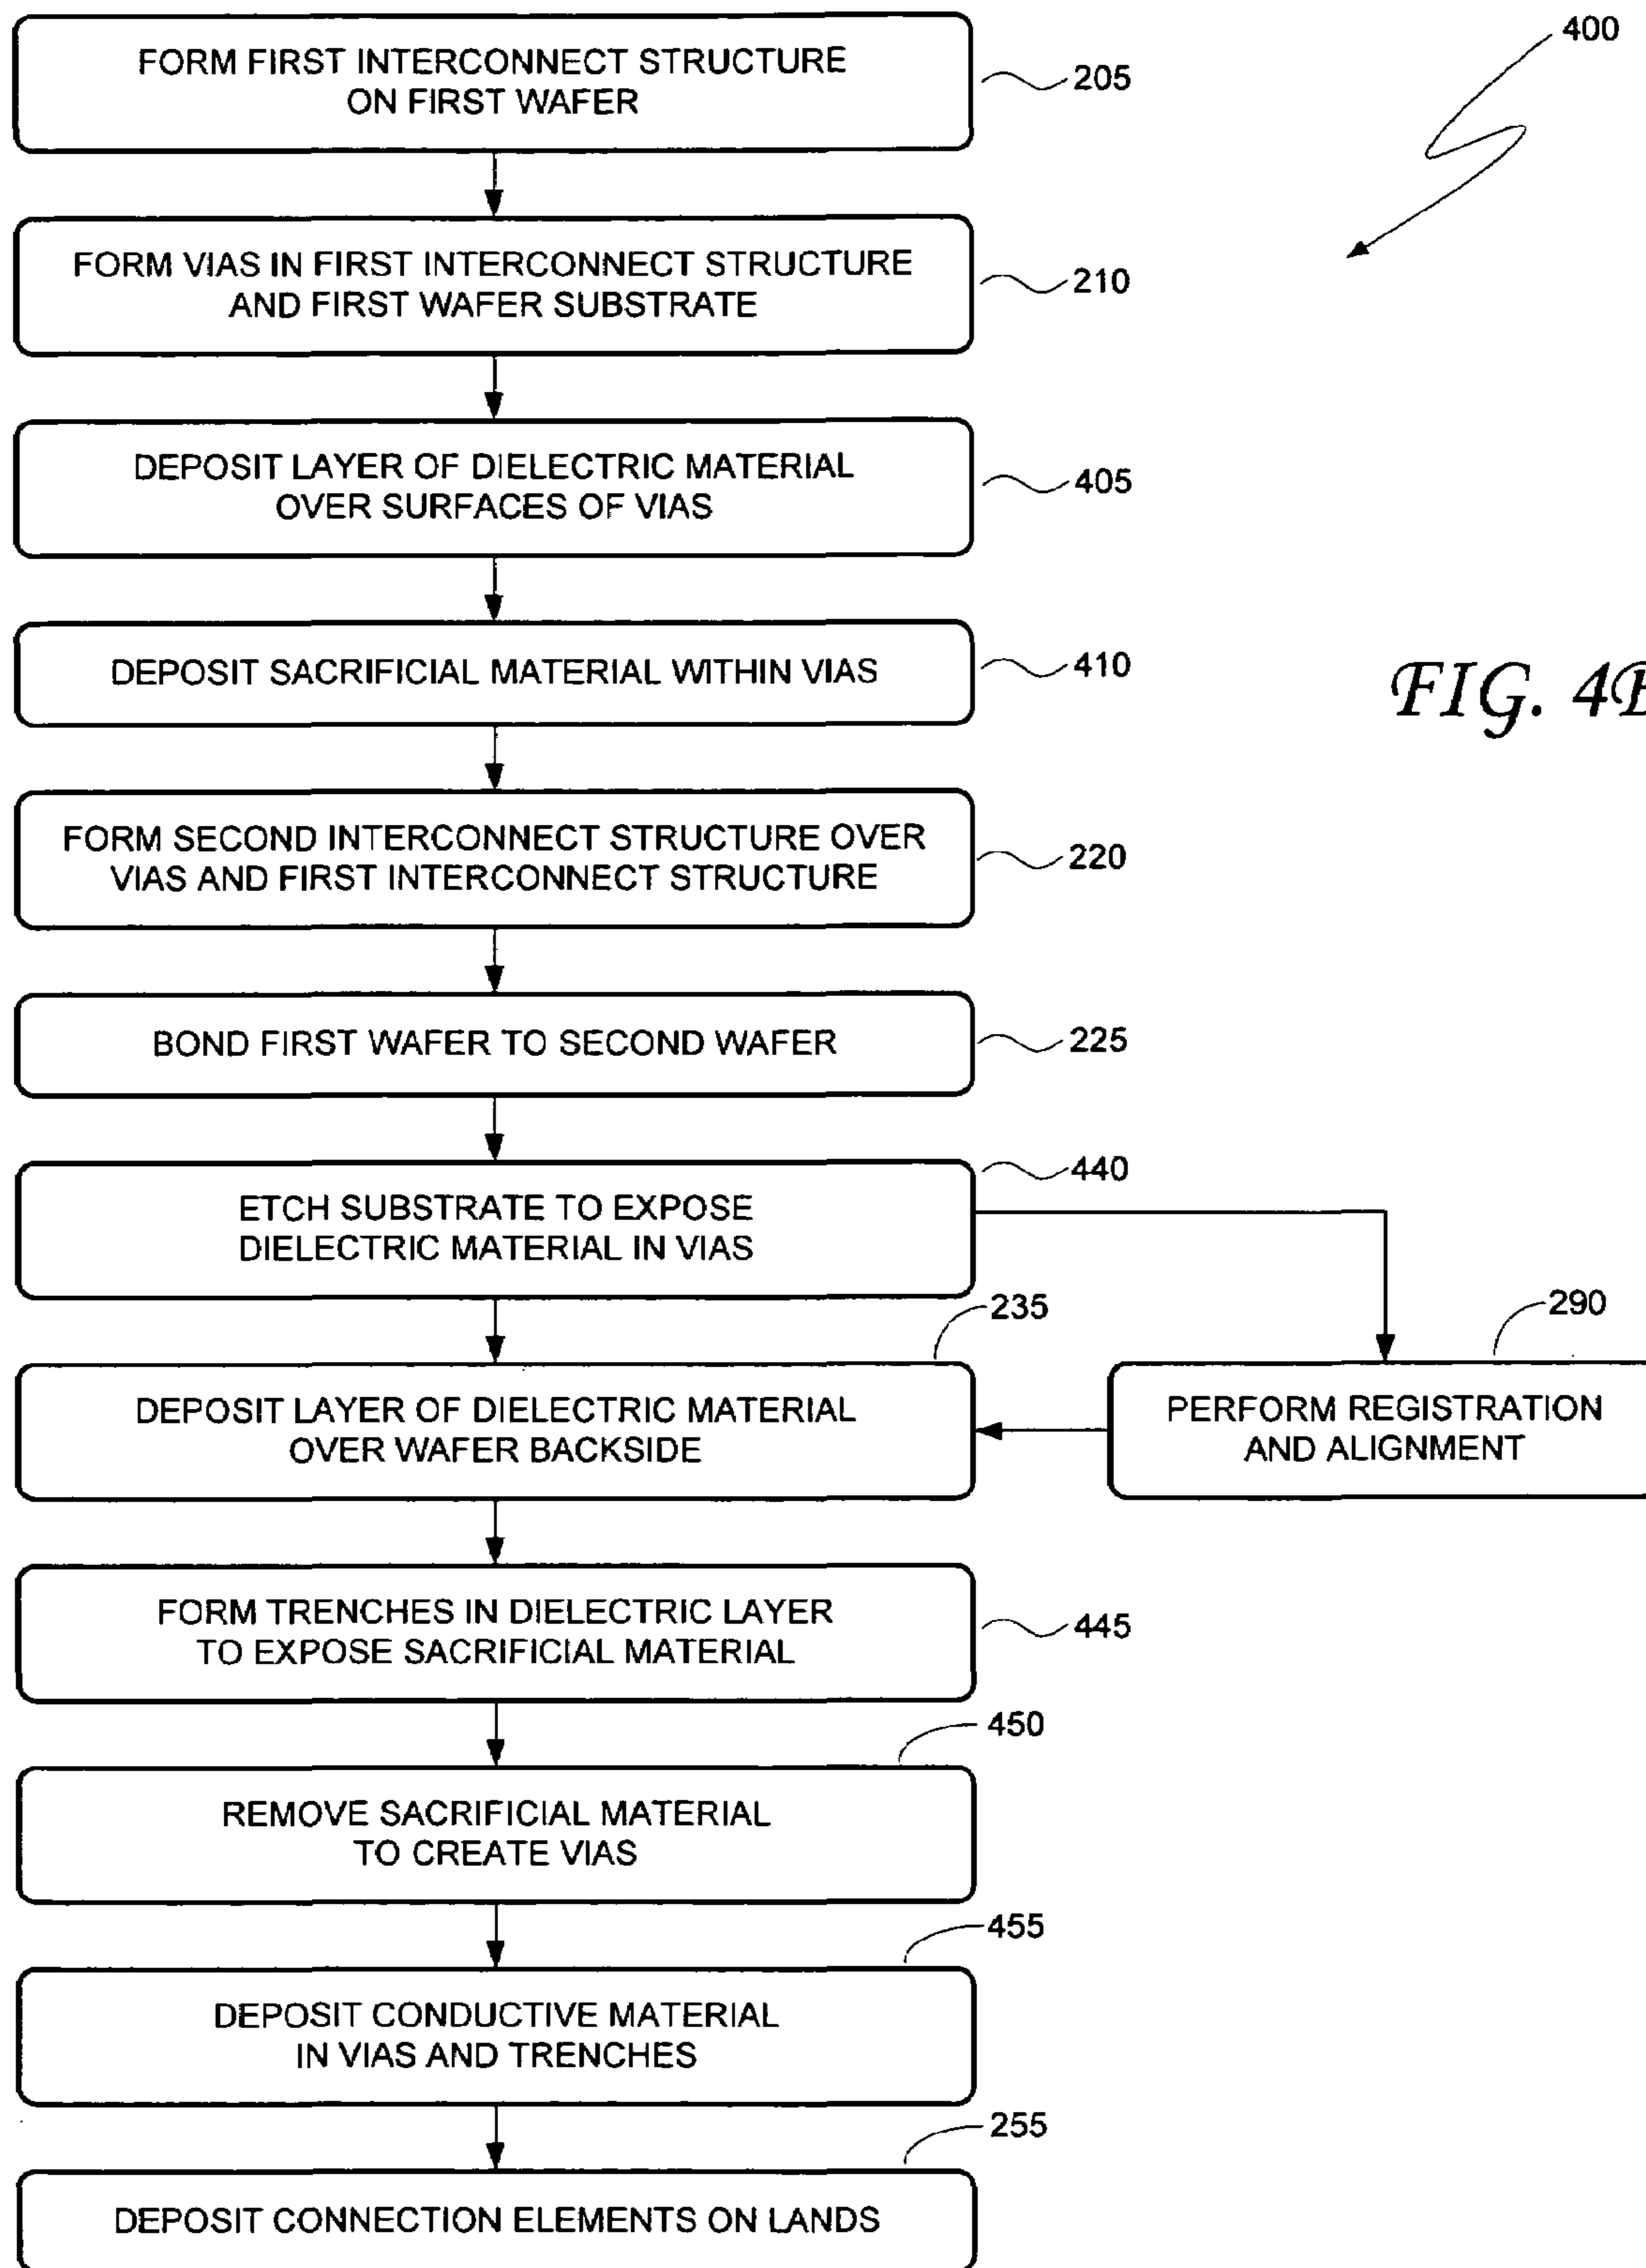 FORM FIRST INTERCONNECT STRUCTURE
ON FIRST WAFER
205
400
FORM VIAS IN FIRST INTERCONNECT STRUCTURE
AND FIRST WAFER SUBSTRATE
210
DEPOSIT LAYER OF DIELECTRIC MATERIAL
OVER SURFACES OF VIAS
405
DEPOSIT SACRIFICIAL MATERIAL WITHIN VIAS
410
FIG. 4
FORM SECOND INTERCONNECT STRUCTURE OVER
VIAS AND FIRST INTERCONNECT STRUCTURE
220
BOND FIRST WAFER TO SECOND WAFER
225
ETCH SUBSTRATE TO EXPOSE
DIELECTRIC MATERIAL IN VIAS
440
DEPOSIT LAYER OF DIELECTRIC MATERIAL
OVER WAFER BACKSIDE
235
PERFORM REGISTRATION
AND ALIGNMENT
290
FORM TRENCHES IN DIELECTRIC LAYER
TO EXPOSE SACRIFICIAL MATERIAL
445
REMOVE SACRIFICIAL MATERIAL
TO CREATE VIAS
450
DEPOSIT CONDUCTIVE MATERIAL
IN VIAS AND TRENCHES
455
DEPOSIT CONNECTION ELEMENTS ON LANDS
255